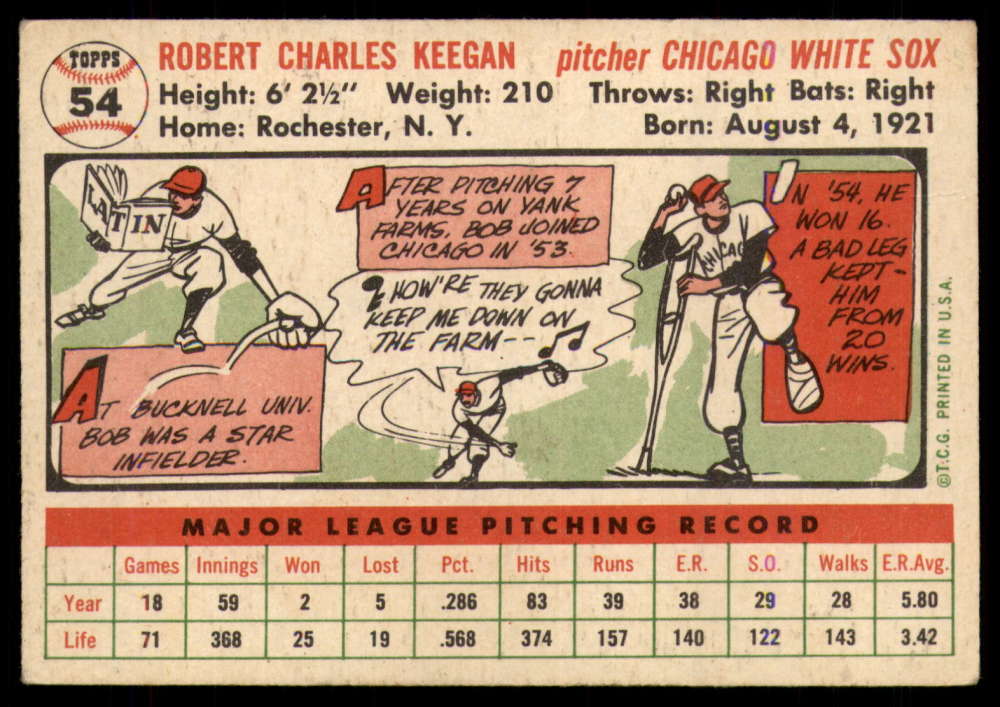 TOPPS
54
ROBERT CHARLES KEEGAN pitcher CHICAGO WHITE SOX
Height: 6' 2½" Weight: 210 Throws: Right Bats: Right
Home: Rochester, N. Y. Born: August 4, 1921
LATIN
AT BUCKNELL UNIV.
BOB WAS A STAR
INFIELDER.
AFTER PITCHING 7
YEARS ON YANK
FARMS, BOB JOINED
CHICAGO IN '53.
HOW'RE THEY GONNA
KEEP ME DOWN ON
THE FARM--
CHICAGO
IN '54, HE
WON 16.
A BAD LEG
KEPT-
HIM
FROM
20
WINS.
©T.C.G. PRINTED IN U.S.A.
MAJOR LEAGUE PITCHING RECORD
Games Innings Won Lost Pct. Hits Runs E.R. S.O. Walks E.R.Avg.
Year 18 59 2 5 .286 83 39 38 29 28 5.80
Life 71 368 25 19 .568 374 157 140 122 143 3.42